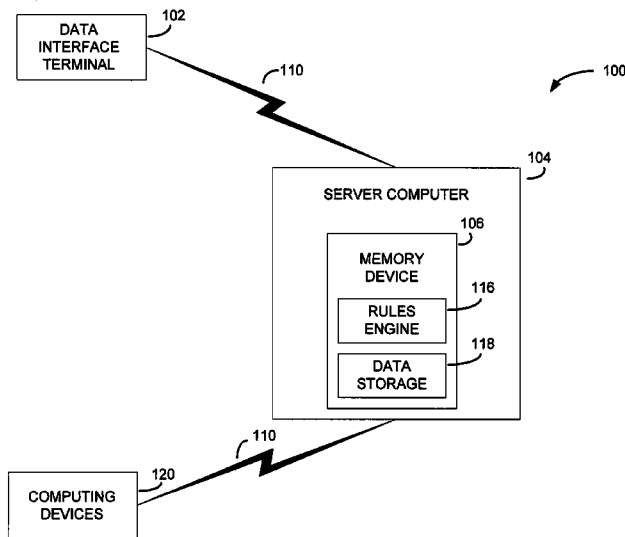 102
DATA
INTERFACE
TERMINAL
110
100
104
SERVER COMPUTER
106
MEMORY
DEVICE
116
RULES
ENGINE
118
DATA
STORAGE
110
120
COMPUTING
DEVICES